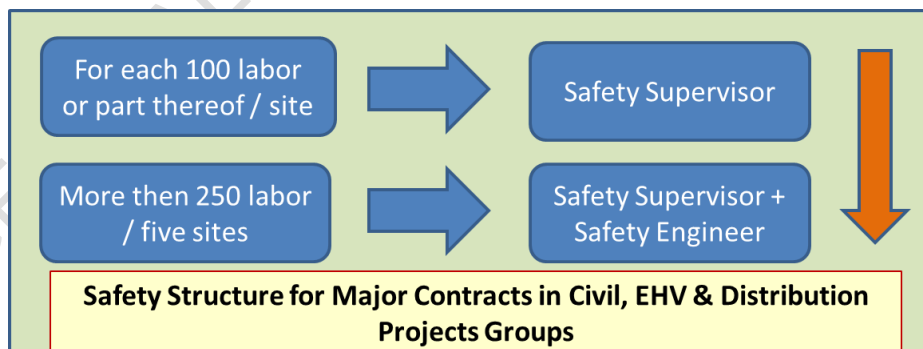 For each 100 labor
or part thereof / site
Safety Supervisor
More then 250 labor
/ five sites
Safety Supervisor +
Safety Engineer
Safety Structure for Major Contracts in Civil, EHV & Distribution
Projects Groups